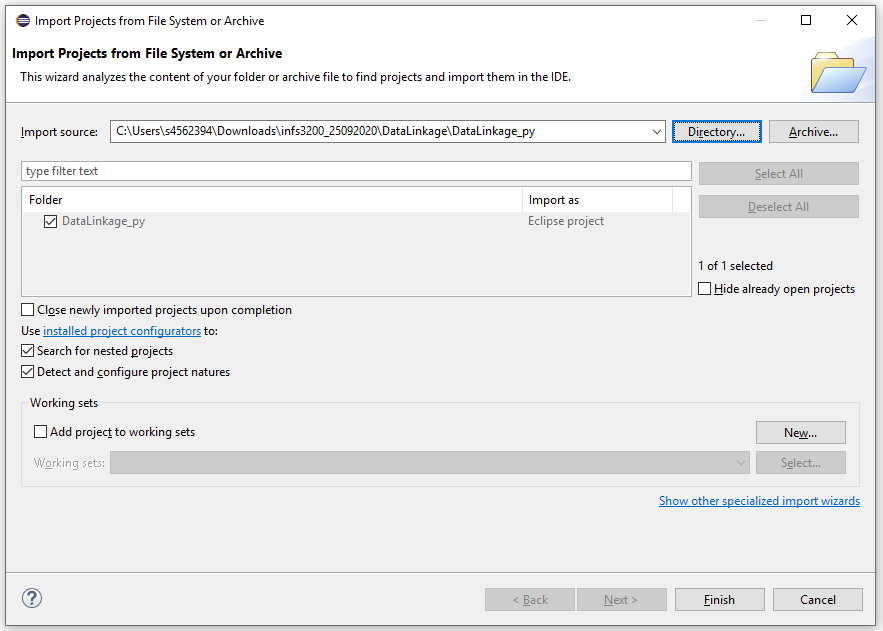 Import Projects from File System or Archive
Import Projects from File System or Archive
This wizard analyzes the content of your folder or archive file to find projects and import them in the IDE.
Import source: C:\Users\s4562394\Downloads\infs3200_25092020\DataLinkage\DataLinkage_py Directory... Archive...
type filter text Select All
Folder Import as Deselect All
DataLinkage_py Eclipse project
1 of 1 selected
Hide already open projects
Close newly imported projects upon completion
Use installed project configurators to:
Search for nested projects
Detect and configure project natures
Working sets
Add project to working sets New...
Working sets: Select...
Show other specialized import wizards
? < Back Next > Finish Cancel